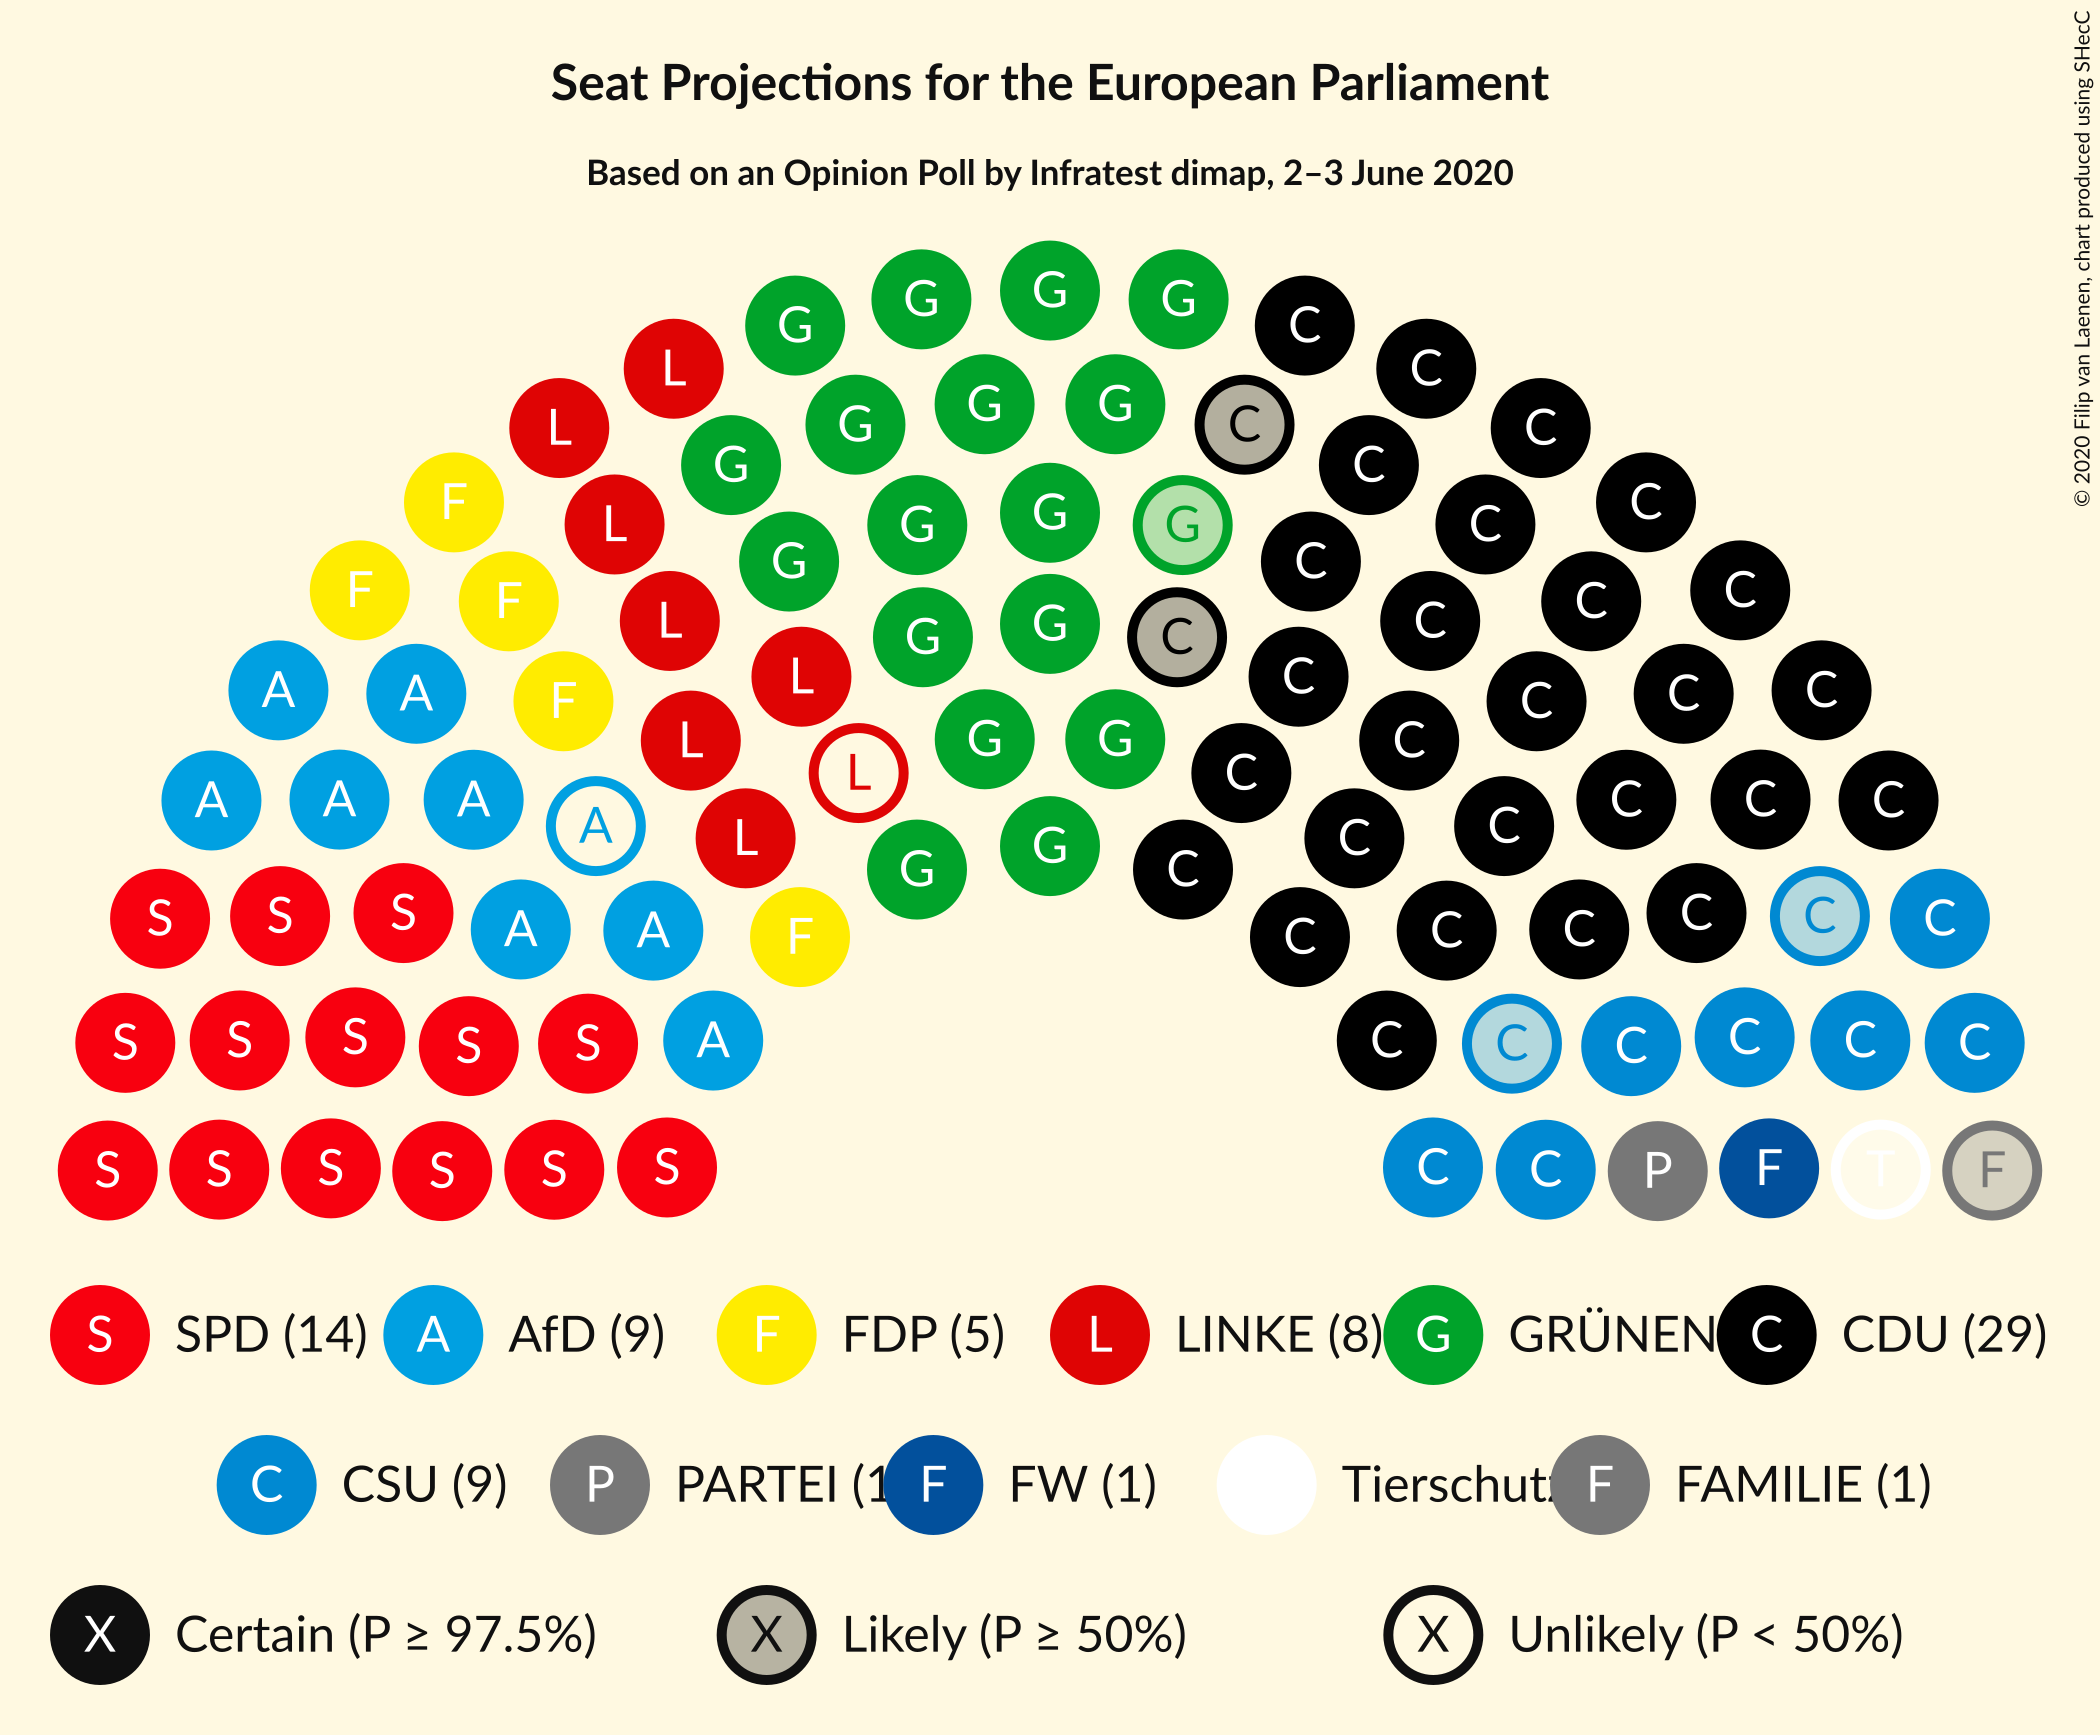 Seat Projections for the European Parliament
Based on an Opinion Poll by Infratest dimap, 2–3 June 2020
© 2020 Filip van Laenen, chart produced using SHecC
G G G G G C
L G G G G C C C
L G G G G C C C
F L L G G C C C C
F F L L G G C C C C
A A F L L C C C C C
A A A A L G G C C C C C C
S S S A A F C C C C C C
S S S S S A C C C C C C
S S S S S S C C P F T F
S SPD (14) A AfD (9) F FDP (5) L LINKE (8) G GRÜNEN C CDU (29)
C CSU (9) P PARTEI (1 F FW (1) Tierschutz F FAMILIE (1)
X Certain (P ≥ 97.5%) X Likely (P ≥ 50%) X Unlikely (P < 50%)